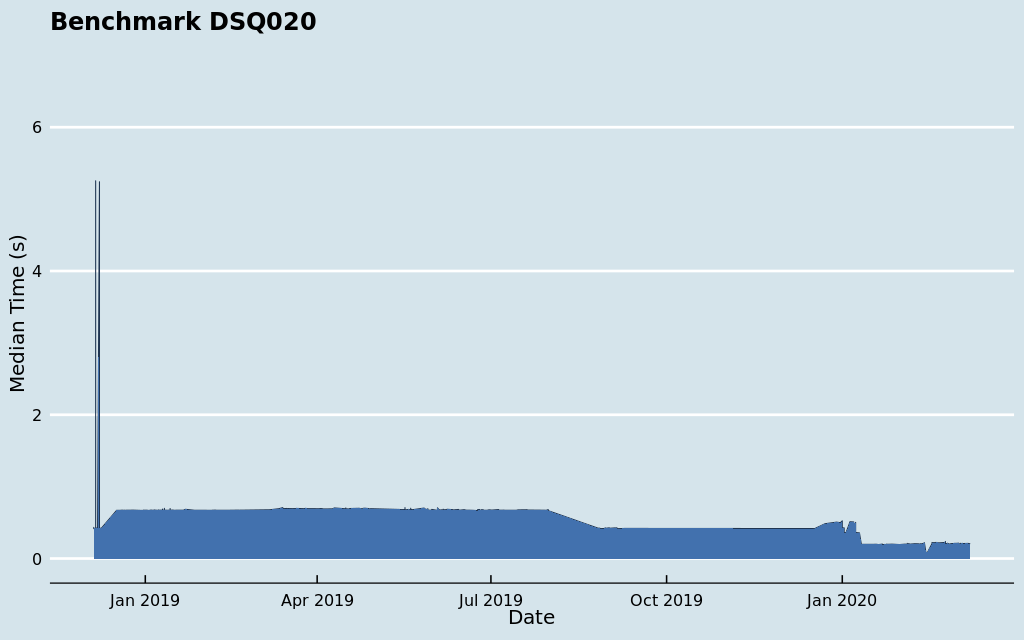 Benchmark DSQ020
Median Time (s)
6
4
2
0
Jan 2019
Apr 2019
Jul 2019
Oct 2019
Jan 2020
Date